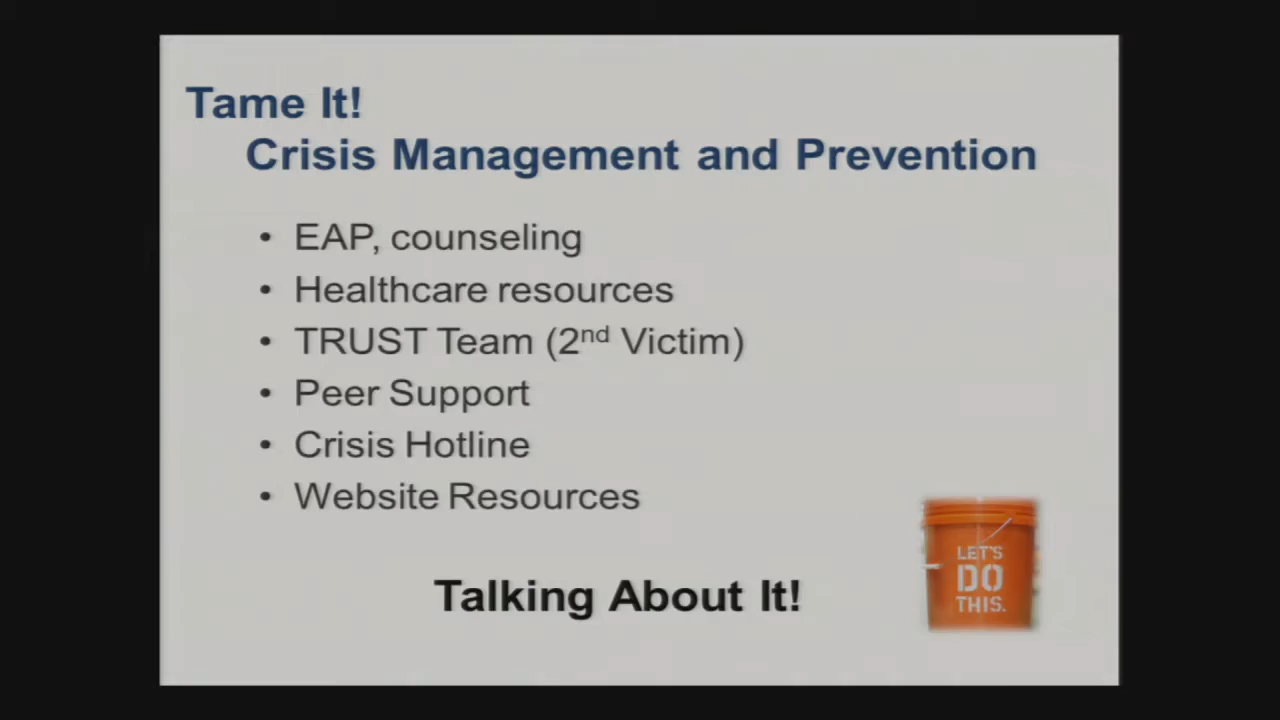 Tame It!
Crisis Management and Prevention
• EAP, counseling
• Healthcare resources
• TRUST Team (2nd Victim)
• Peer Support
• Crisis Hotline
• Website Resources
LET'S
DO
THIS.
Talking About It!